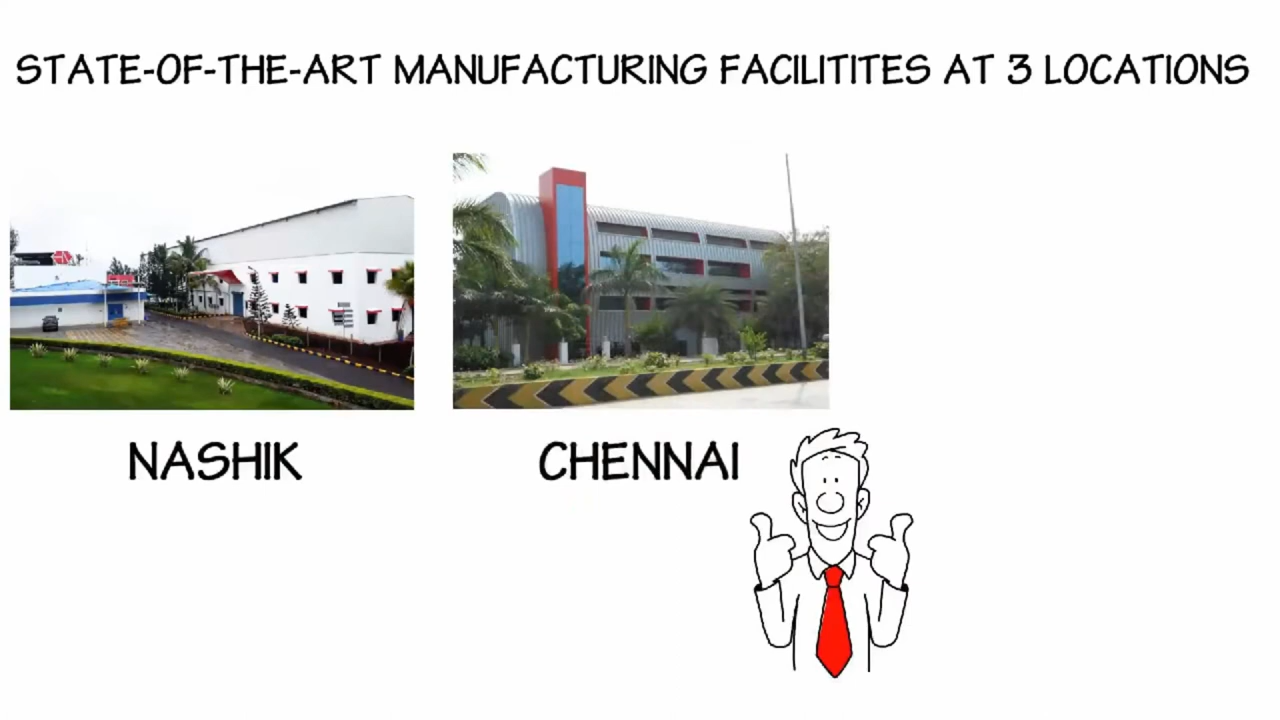 STATE-OF-THE-ART MANUFACTURING FACILITITES AT 3 LOCATIONS
NASHIK
CHENNAI